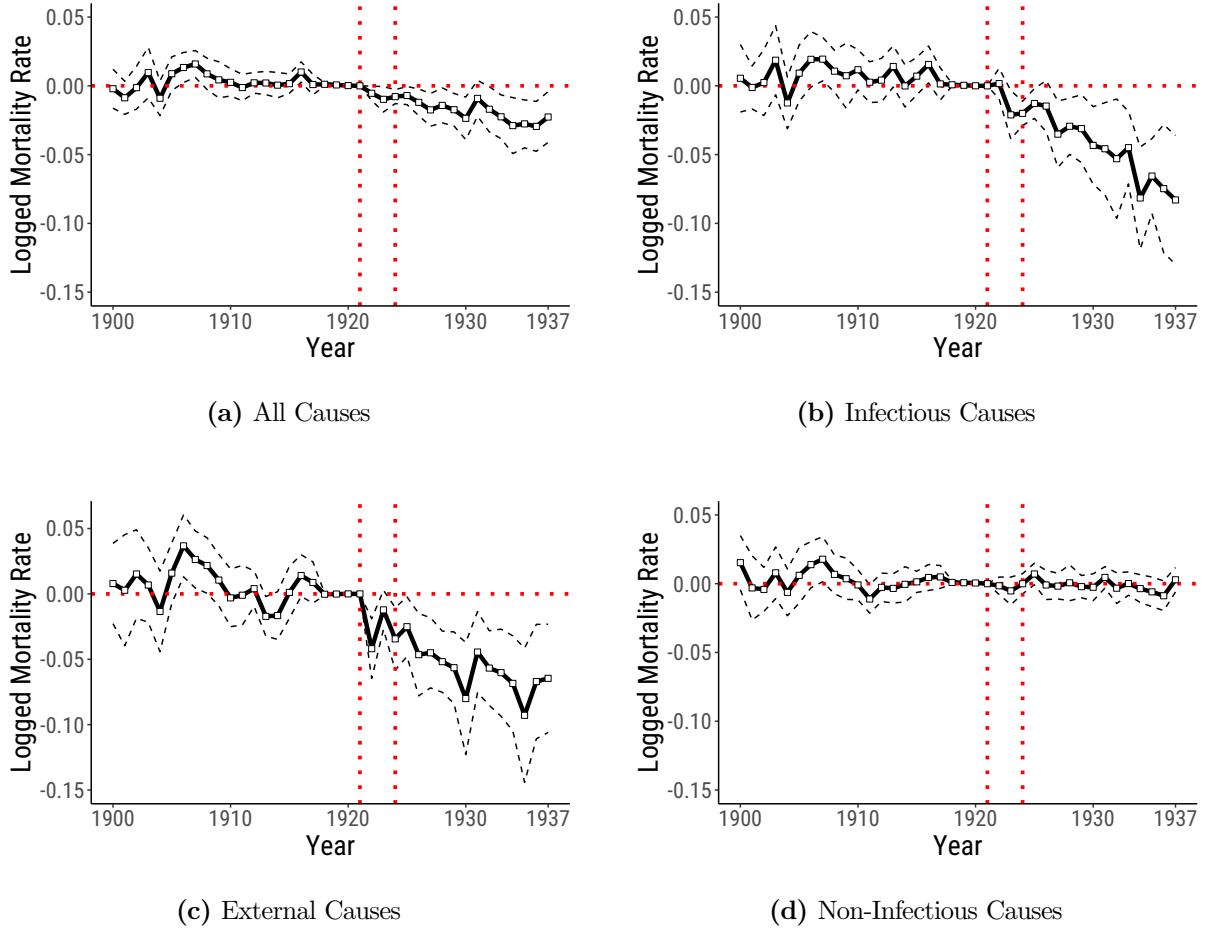 Logged Mortality Rate
0.05
0.00
-0.05
-0.10
-0.15
1900 1910 1920 1930 1937
Year
(a) All Causes
Logged Mortality Rate
0.05
0.00
-0.05
-0.10
-0.15
1900 1910 1920 1930 1937
Year
(b) Infectious Causes
Logged Mortality Rate
0.05
0.00
-0.05
-0.10
-0.15
1900 1910 1920 1930 1937
Year
(c) External Causes
Logged Mortality Rate
0.05
0.00
-0.05
-0.10
-0.15
1900 1910 1920 1930 1937
Year
(d) Non-Infectious Causes